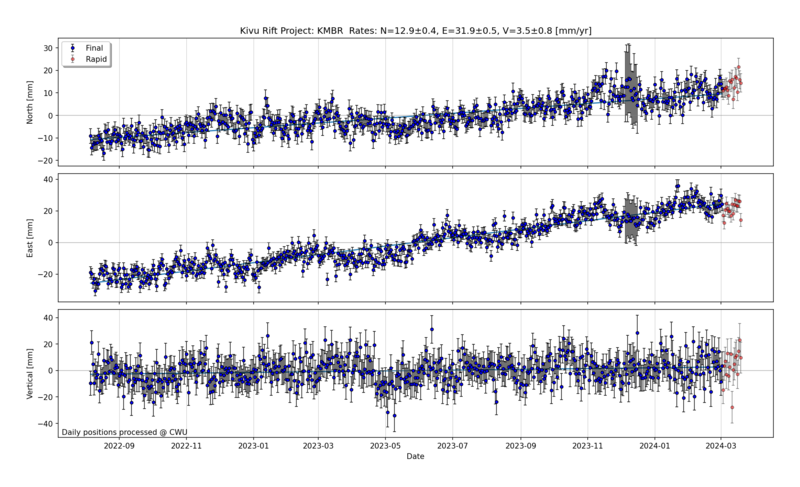 Kivu Rift Project: KMBR Rates: N=12.9±0.4, E=31.9±0.5, V=3.5±0.8 [mm/yr]
Final
Rapid
North [mm]
30
20
10
0
−10
−20
East [mm]
40
20
0
−20
Vertical [mm]
40
20
0
−20
−40
Daily positions processed @ CWU
2022-09 2022-11 2023-01 2023-03 2023-05 2023-07 2023-09 2023-11 2024-01 2024-03
Date